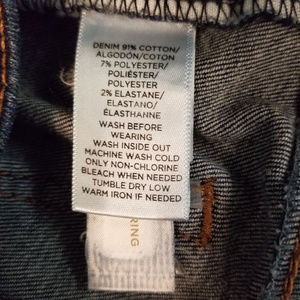 DENIM 91% COTTON/
ALGODÓN/COTON
7% POLYESTER/
POLIÉSTER/
POLYESTER
2% ELASTANE/
ELASTANO/
ÉLASTHANNE
WASH BEFORE
WEARING
WASH INSIDE OUT
MACHINE WASH COLD
ONLY NON-CHLORINE
BLEACH WHEN NEEDED
TUMBLE DRY LOW
WARM IRON IF NEEDED